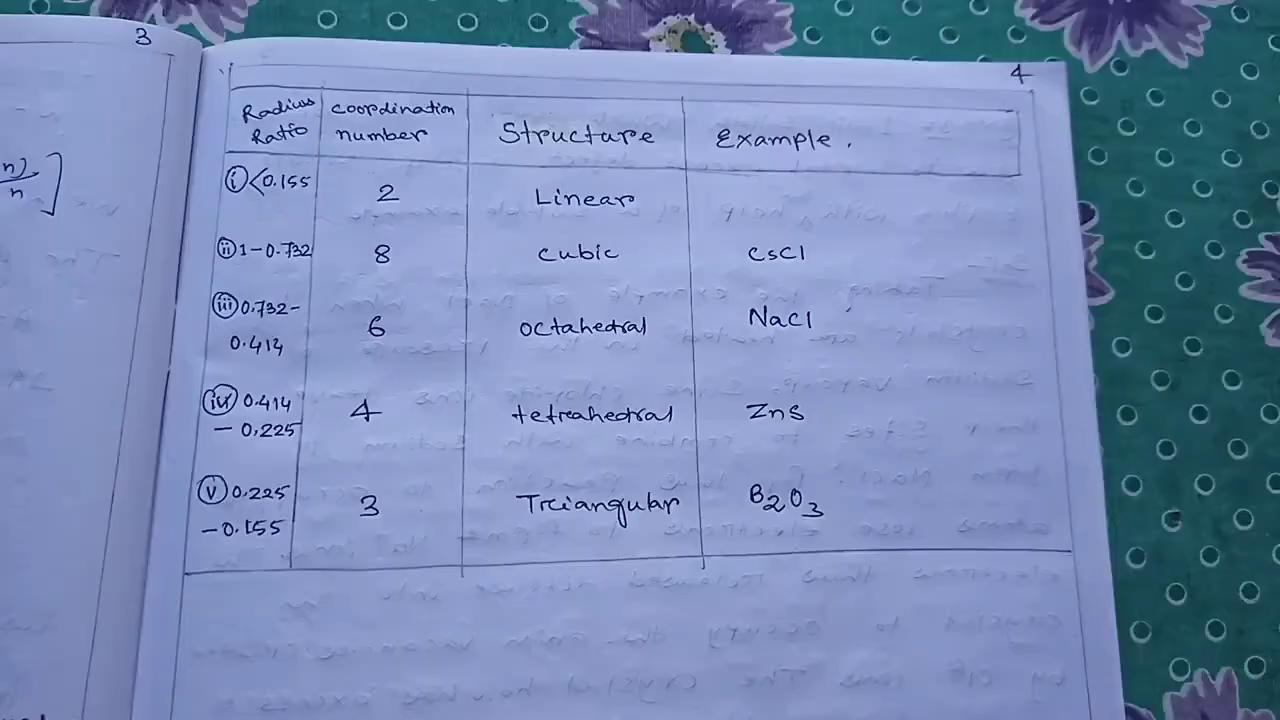 3
4
n)
n ]
Radius Ratio coordination number Structure Example.
(i) <0.155 2 Linear
(ii) 1-0.732 8 cubic CsCl
(iii) 0.732-0.414 6 octahedral NaCl
(iv) 0.414-0.225 4 tetrahedral ZnS
(v) 0.225-0.155 3 Triangular B2O3